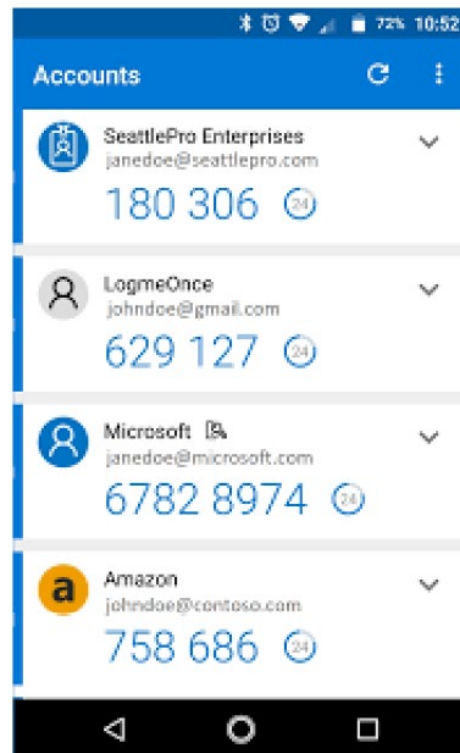 72% 10:52
Accounts
SeattlePro Enterprises
janedoe@seattlepro.com
180 306 24
LogmeOnce
johndoe@gmail.com
629 127 24
Microsoft
janedoe@microsoft.com
6782 8974 24
a
Amazon
johndoe@contoso.com
758 686 24